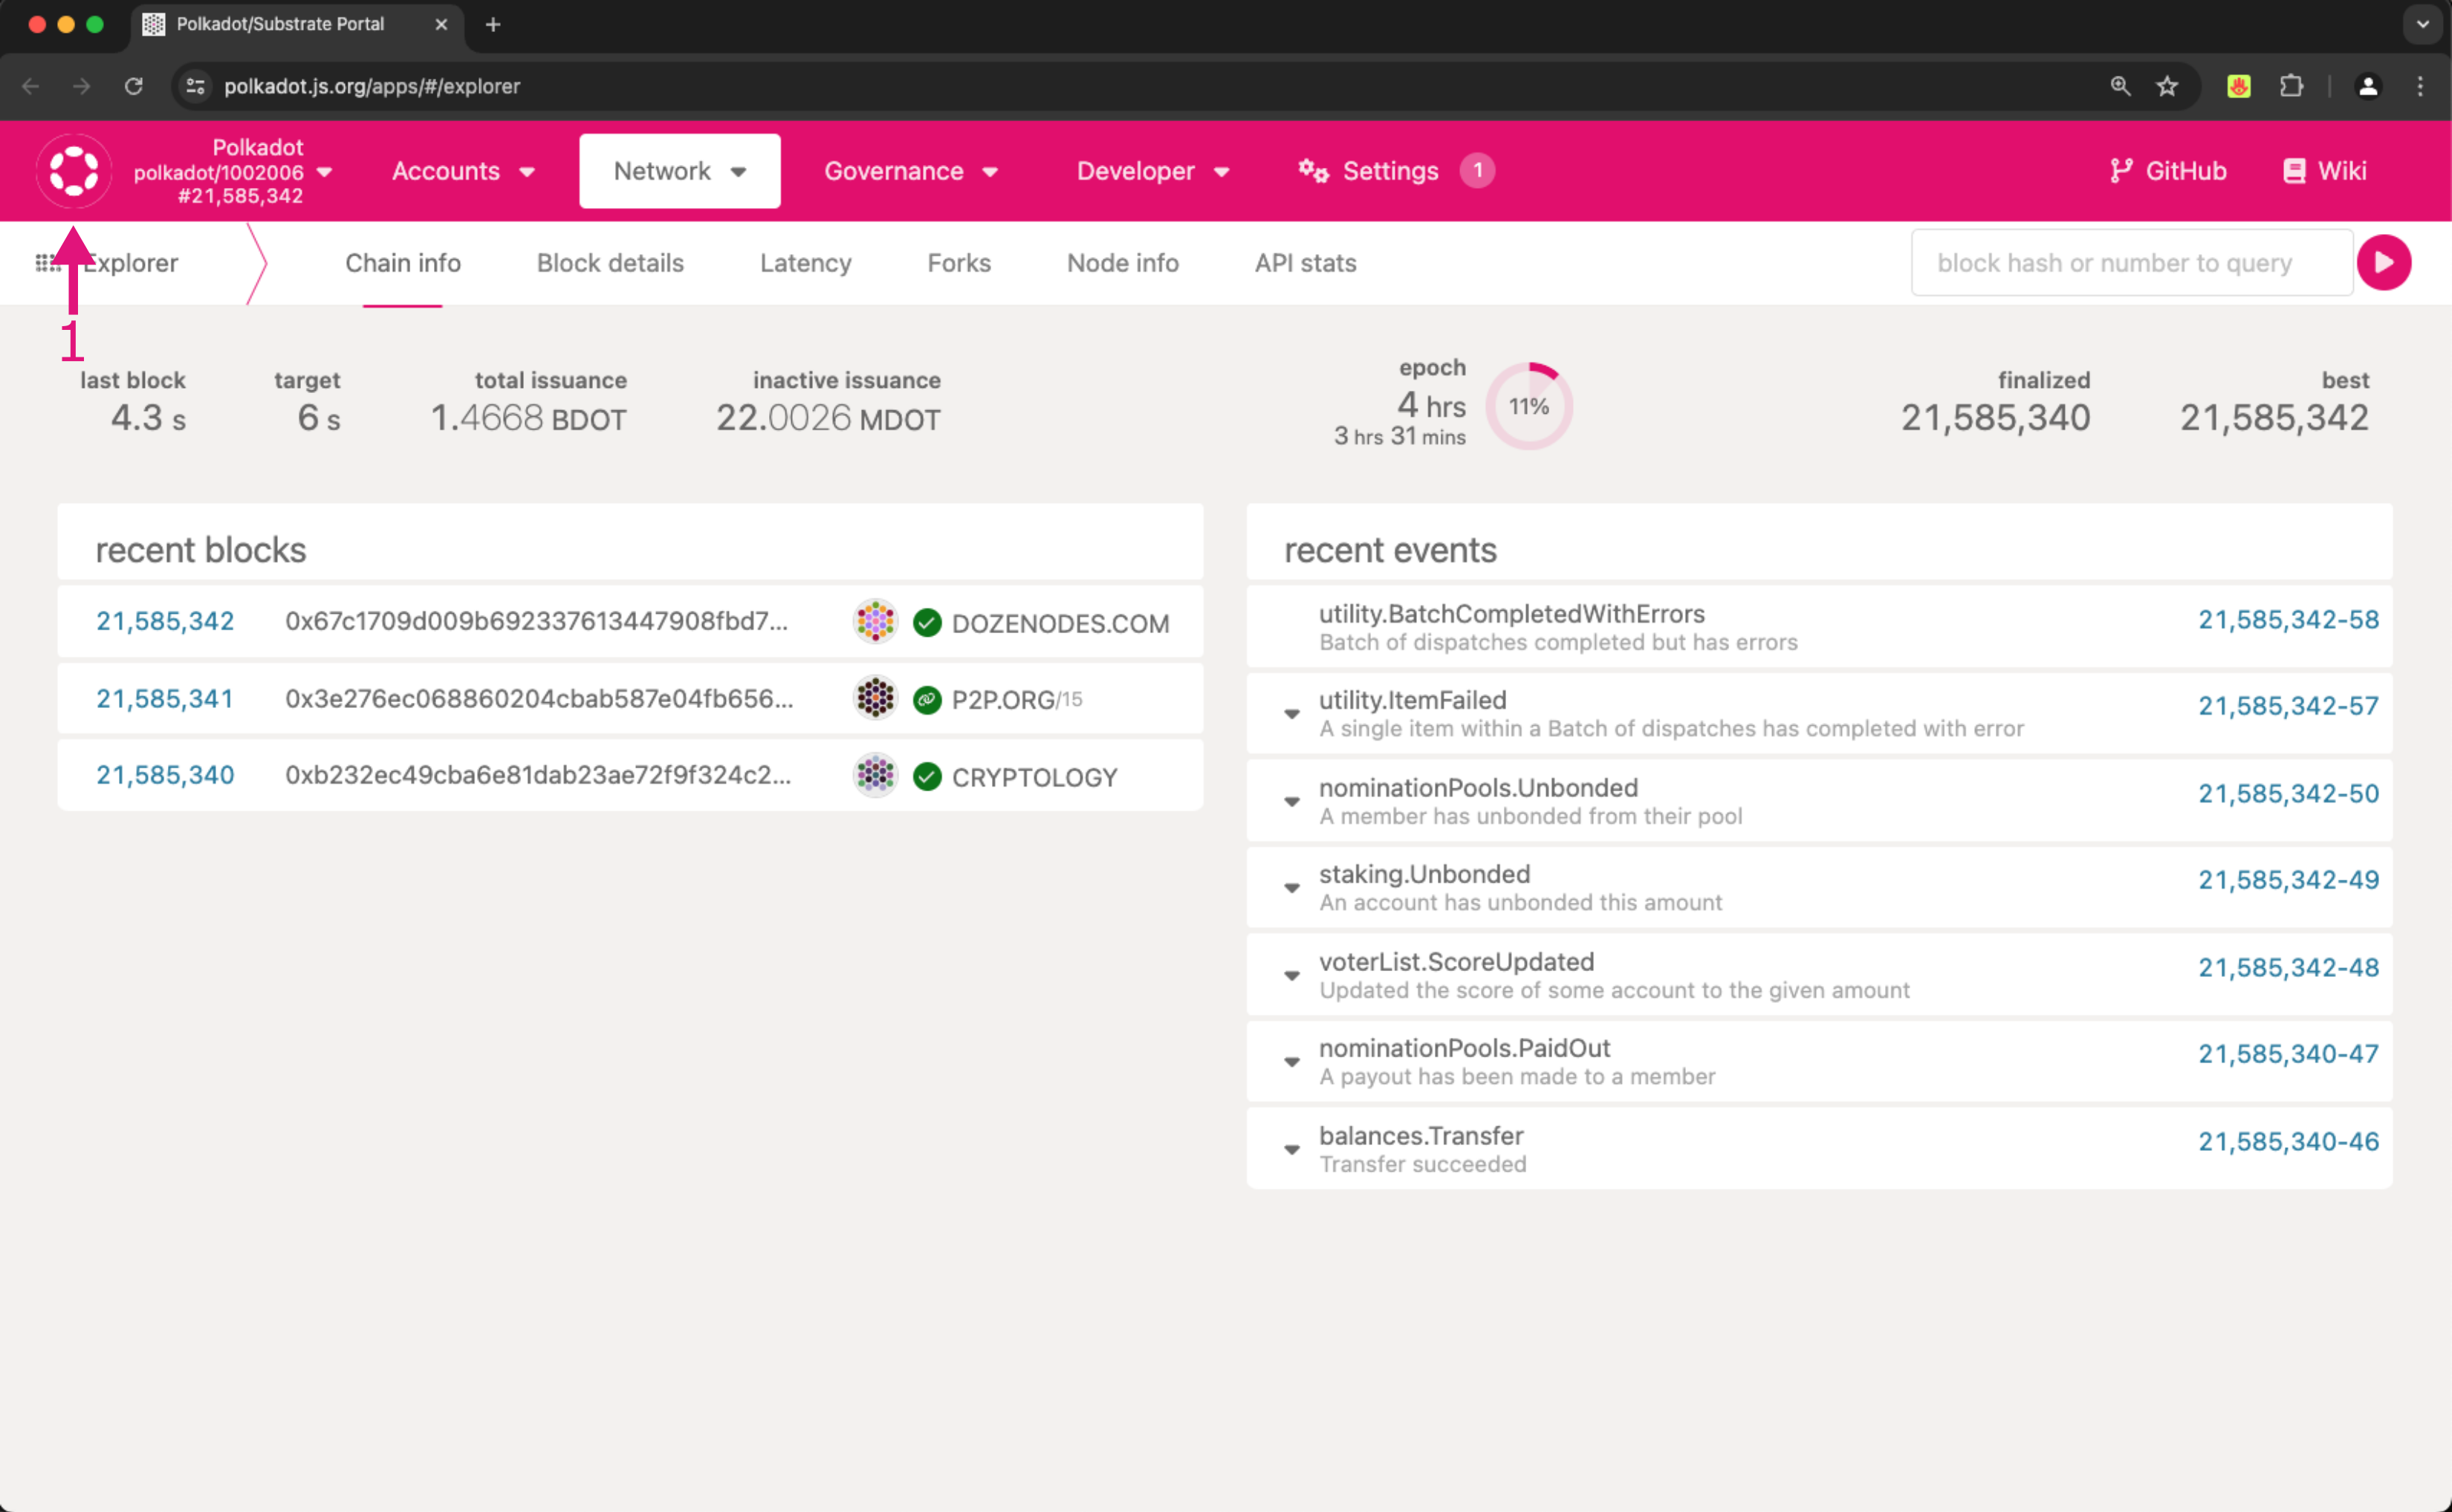 Polkadot/Substrate Portal
polkadot.js.org/apps/#/explorer
Polkadot
polkadot/1002006
#21,585,342
Accounts
Network
Governance
Developer
Settings
1
GitHub
Wiki
Explorer
Chain info
Block details
Latency
Forks
Node info
API stats
block hash or number to query
1
last block
4.3 s
target
6 s
total issuance
1.4668 BDOT
inactive issuance
22.0026 MDOT
epoch
4 hrs
3 hrs 31 mins
11%
finalized
21,585,340
best
21,585,342
recent blocks
21,585,342 0x67c1709d009b692337613447908fbd7... DOZENODES.COM
21,585,341 0x3e276ec068860204cbab587e04fb656... P2P.ORG/15
21,585,340 0xb232ec49cba6e81dab23ae72f9f324c2... CRYPTOLOGY
recent events
utility.BatchCompletedWithErrors 21,585,342-58
Batch of dispatches completed but has errors
utility.ItemFailed 21,585,342-57
A single item within a Batch of dispatches has completed with error
nominationPools.Unbonded 21,585,342-50
A member has unbonded from their pool
staking.Unbonded 21,585,342-49
An account has unbonded this amount
voterList.ScoreUpdated 21,585,342-48
Updated the score of some account to the given amount
nominationPools.PaidOut 21,585,340-47
A payout has been made to a member
balances.Transfer 21,585,340-46
Transfer succeeded